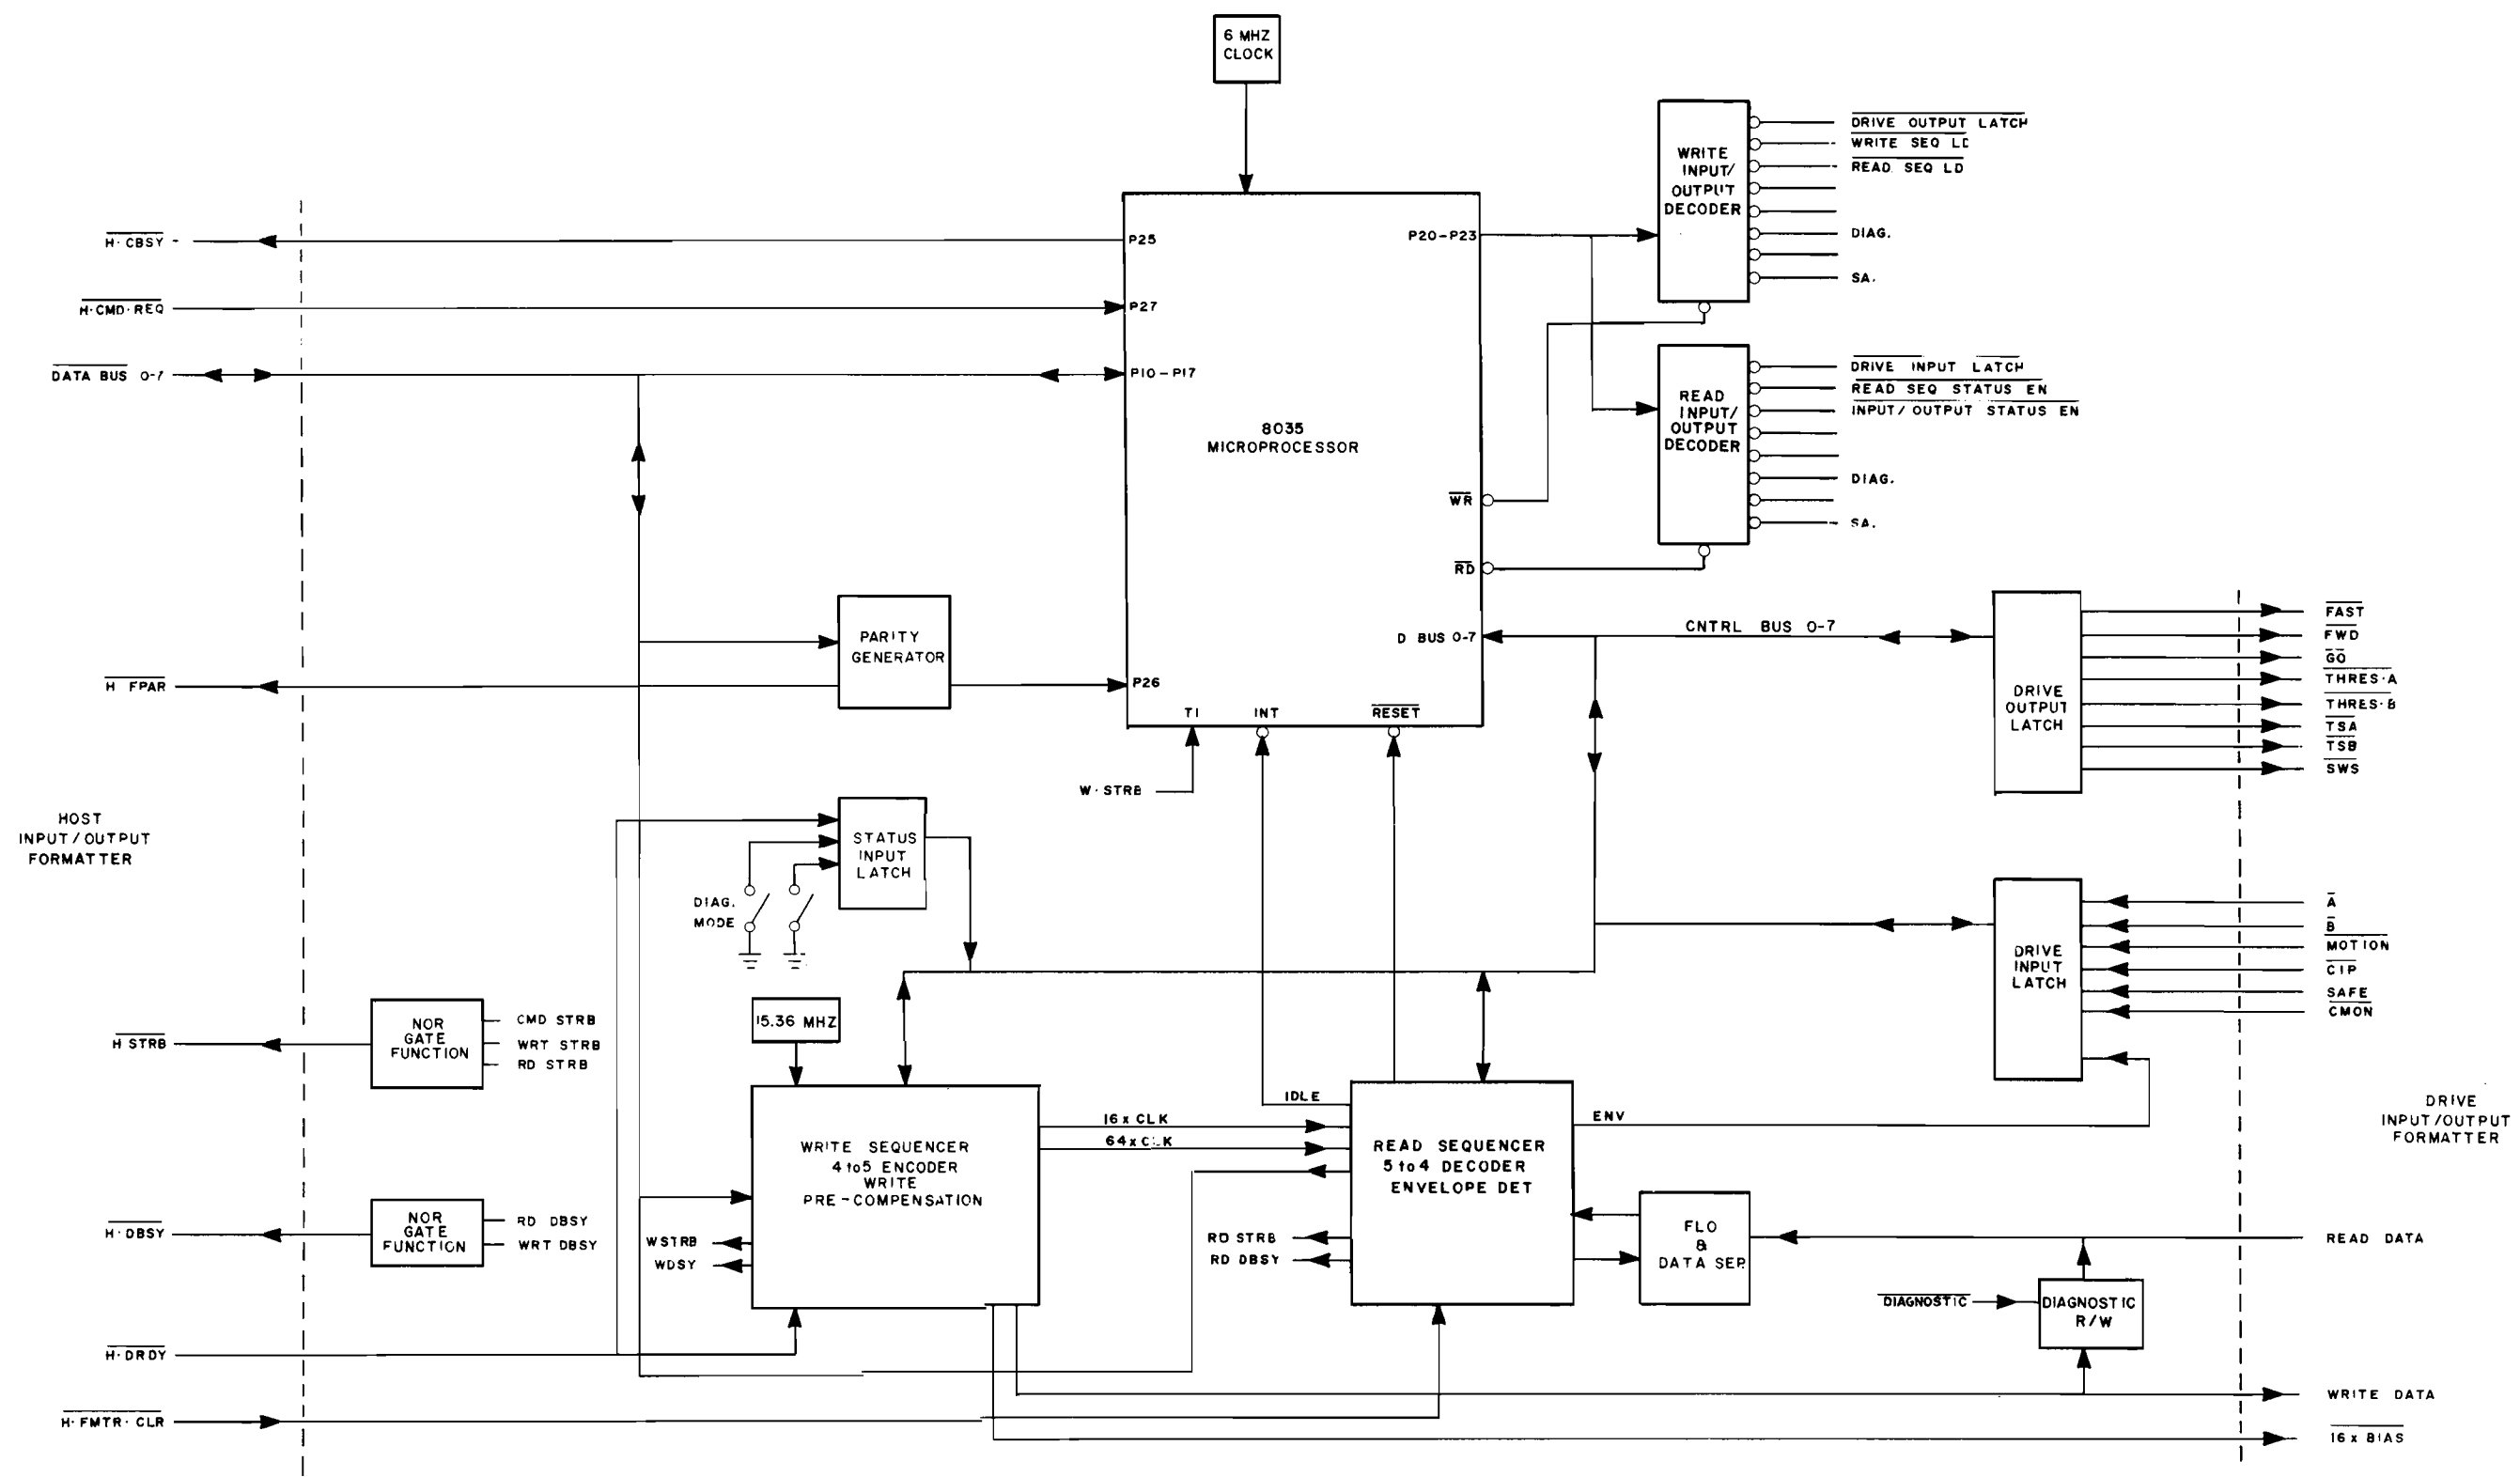 6 MHZ
CLOCK
WRITE
INPUT/
OUTPUT
DECODER
DRIVE OUTPUT LATCH
WRITE SEQ LD
READ SEQ LD
DIAG.
SA.
H·CBSY
P25
P20-P23
H·CMD·REQ
P27
DATA BUS 0-7
P10-P17
8035
MICROPROCESSOR
READ
INPUT/
OUTPUT
DECODER
DRIVE INPUT LATCH
READ SEQ STATUS EN
INPUT/OUTPUT STATUS EN
DIAG.
SA.
WR
RD
PARITY
GENERATOR
D BUS 0-7
CNTRL BUS 0-7
H FPAR
P26
T1 INT RESET
W·STRB
DRIVE
OUTPUT
LATCH
FAST
FWD
GO
THRES·A
THRES·B
TSA
TSB
SWS
HOST
INPUT/OUTPUT
FORMATTER
STATUS
INPUT
LATCH
DIAG.
MODE
DRIVE
INPUT
LATCH
A
B
MOTION
CIP
SAFE
CMON
H STRB
NOR
GATE
FUNCTION
CMD STRB
WRT STRB
RD STRB
15.36 MHZ
WRITE SEQUENCER
4 to5 ENCODER
WRITE
PRE-COMPENSATION
IDLE
16x CLK
64x CLK
READ SEQUENCER
5 to 4 DECODER
ENVELOPE DET
ENV
DRIVE
INPUT/OUTPUT
FORMATTER
H·DBSY
NOR
GATE
FUNCTION
RD DBSY
WRT DBSY
WSTRB
WDSY
RD STRB
RD DBSY
FLO
&
DATA SEP.
READ DATA
DIAGNOSTIC
DIAGNOSTIC
R/W
H·DRDY
WRITE DATA
H·FMTR·CLR
16 x BIAS